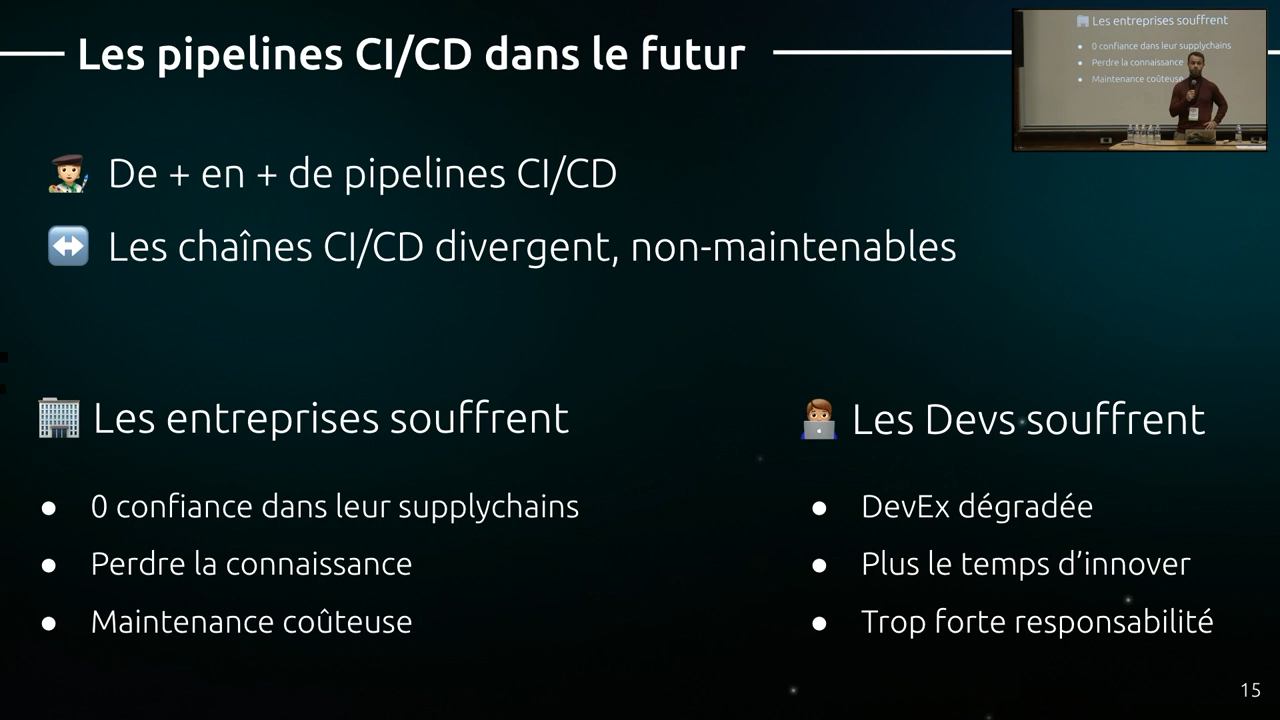 Les pipelines CI/CD dans le futur
Les entreprises souffrent
0 confiance dans leur supplychains
Perdre la connaissance
Maintenance coûteuse
De + en + de pipelines CI/CD
Les chaînes CI/CD divergent, non-maintenables
Les entreprises souffrent
0 confiance dans leur supplychains
Perdre la connaissance
Maintenance coûteuse
Les Devs souffrent
DevEx dégradée
Plus le temps d’innover
Trop forte responsabilité
15